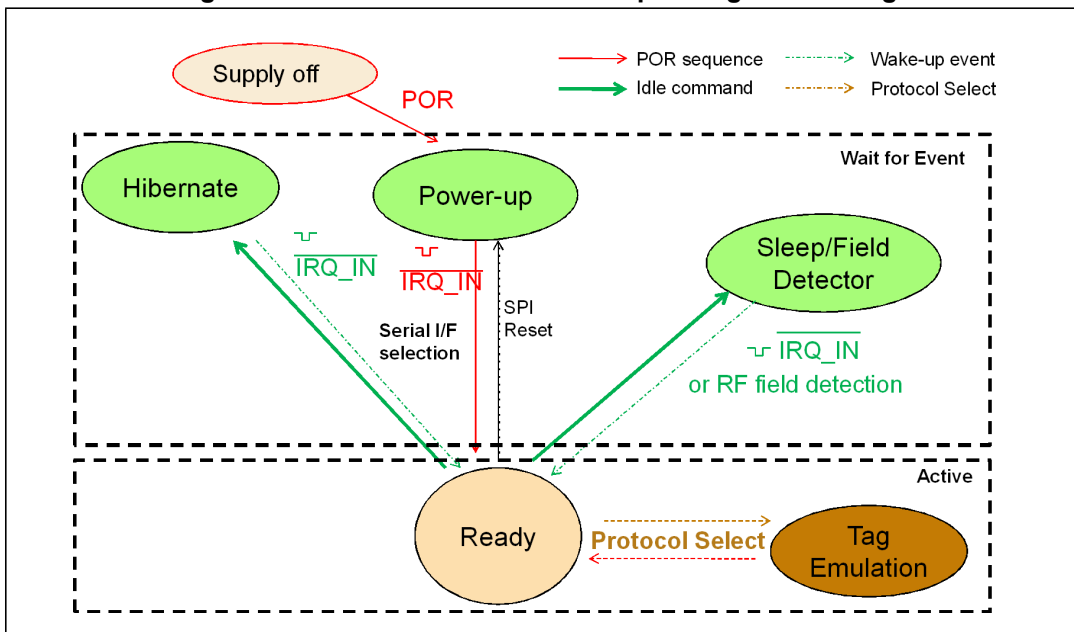 Supply off
POR
POR sequence
Idle command
Wake-up event
Protocol Select
Wait for Event
Hibernate
Power-up
Sleep/Field
Detector
IRQ_IN
IRQ_IN
Serial I/F
selection
SPI
Reset
IRQ_IN
or RF field detection
Active
Ready
Protocol Select
Tag
Emulation